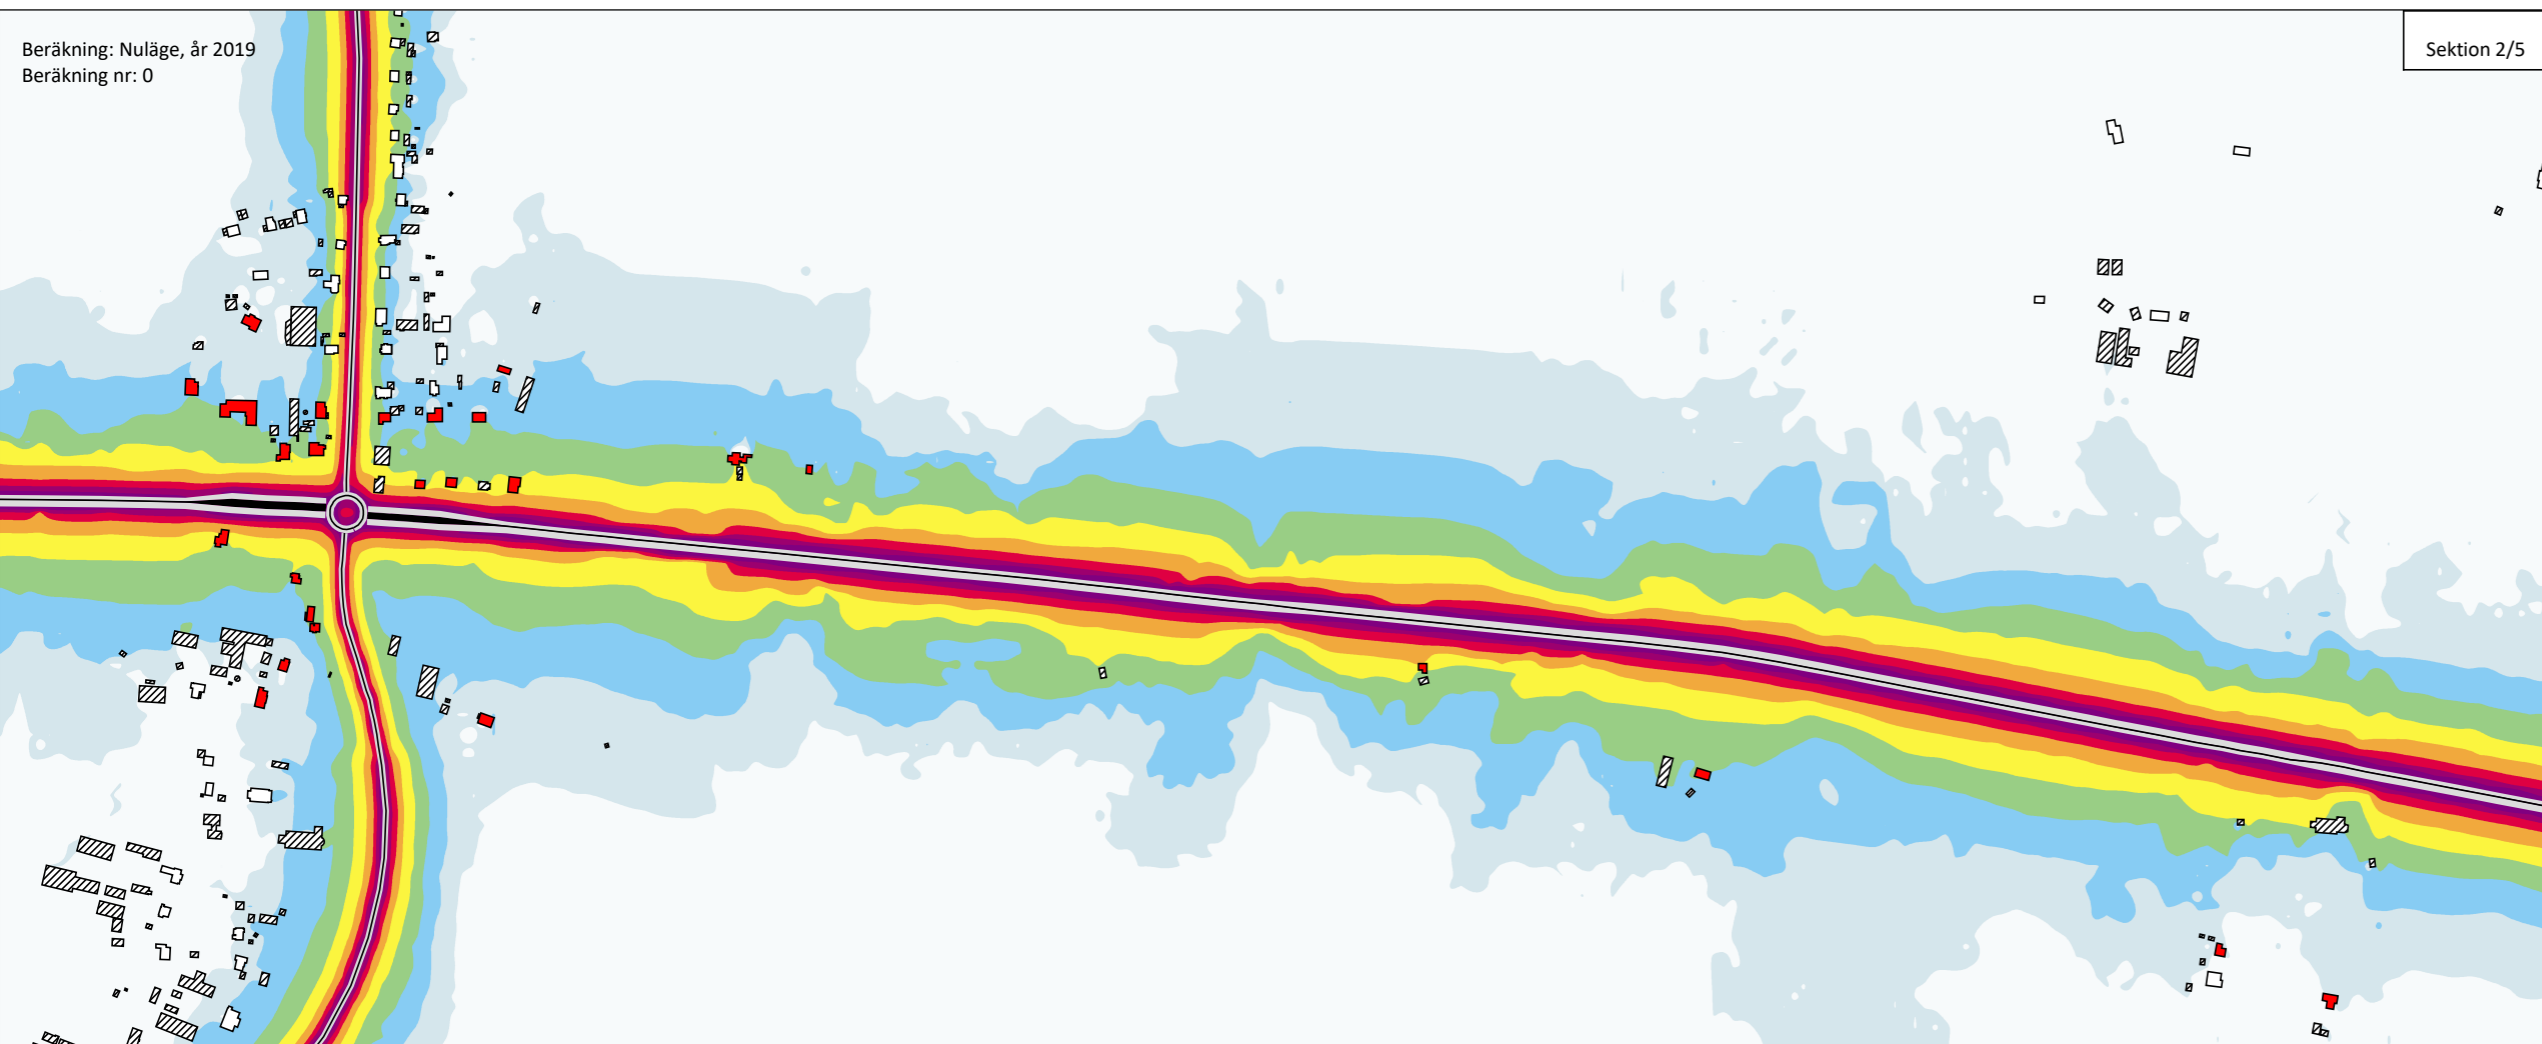 Beräkning: Nuläge, år 2019
Beräkning nr: 0
Sektion 2/5